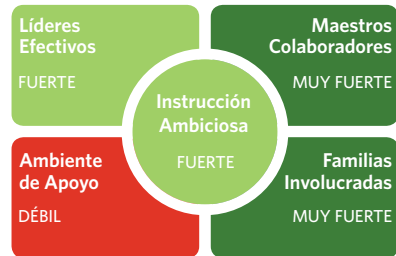 Líderes
Efectivos
FUERTE
Maestros
Colaboradores
MUY FUERTE
Instrucción
Ambiciosa
FUERTE
Ambiente
de Apoyo
DÉBIL
Familias
Involucradas
MUY FUERTE